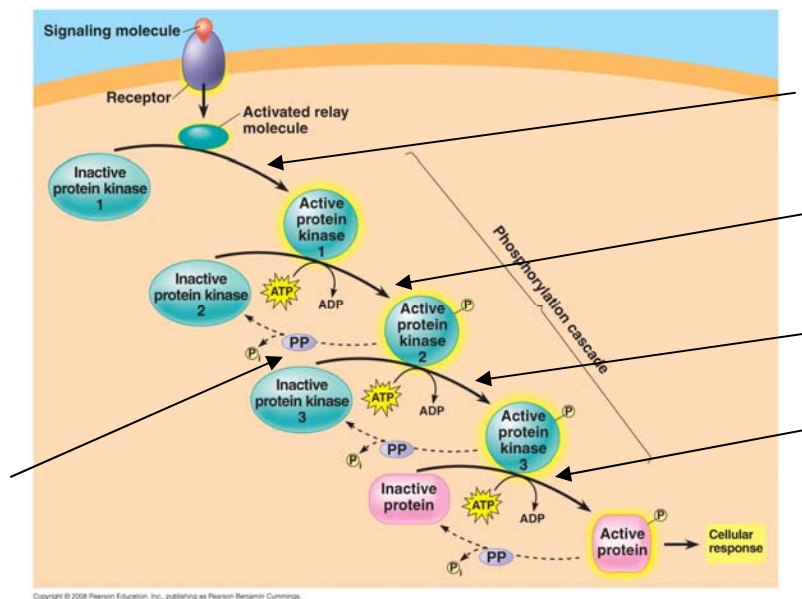 Signaling molecule
Receptor
Activated relay
molecule
Inactive
protein kinase
1
Active
protein
kinase
1
Inactive
protein kinase
2
ATP
ADP
Active
protein
kinase
2
P
PP
Pi
Inactive
protein kinase
3
ATP
ADP
Active
protein
kinase
3
P
PP
Pi
Inactive
protein
ATP
ADP
Active
protein
P
PP
Pi
Cellular
response
Phosphorylation cascade
Copyright © 2008 Pearson Education, Inc., publishing as Pearson Benjamin Cummings.